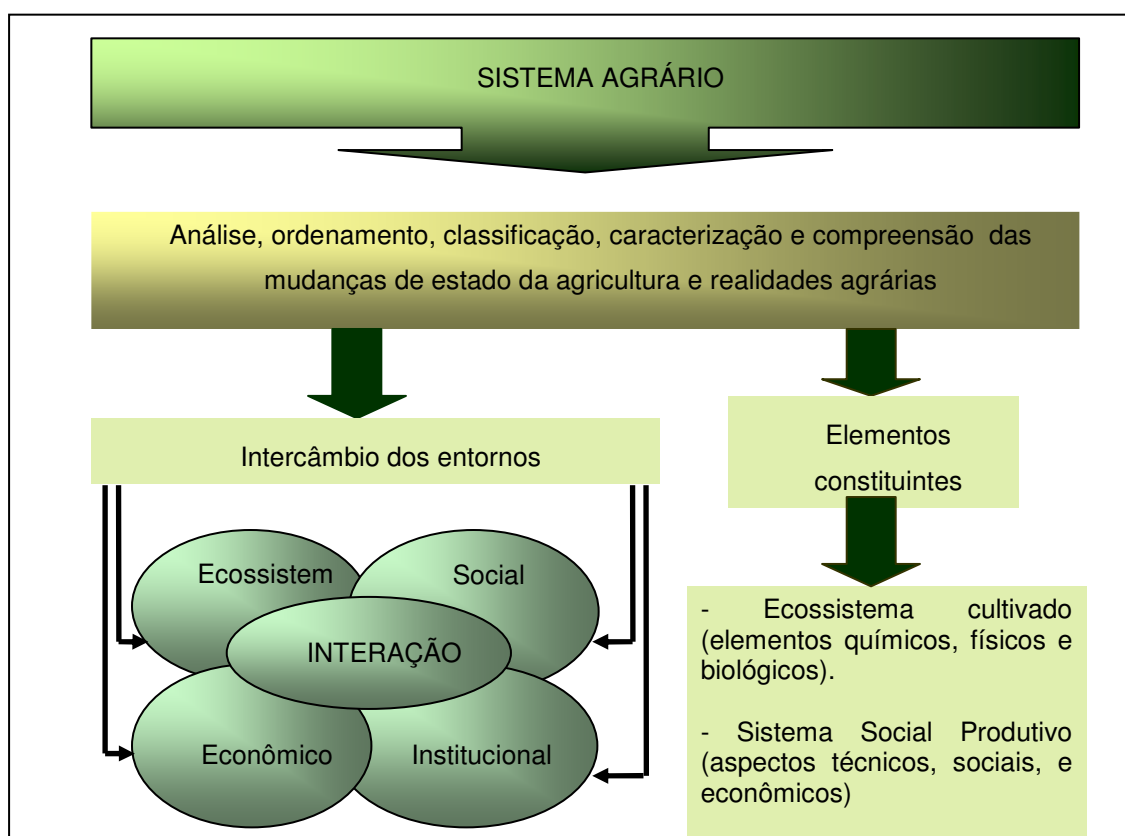 SISTEMA AGRÁRIO
Análise, ordenamento, classificação, caracterização e compreensão das
mudanças de estado da agricultura e realidades agrárias
Intercâmbio dos entornos
Elementos
constituintes
Ecossistem
Social
INTERAÇÃO
Econômico
Institucional
- Ecossistema cultivado
(elementos químicos, físicos e
biológicos).
- Sistema Social Produtivo
(aspectos técnicos, sociais, e
econômicos)